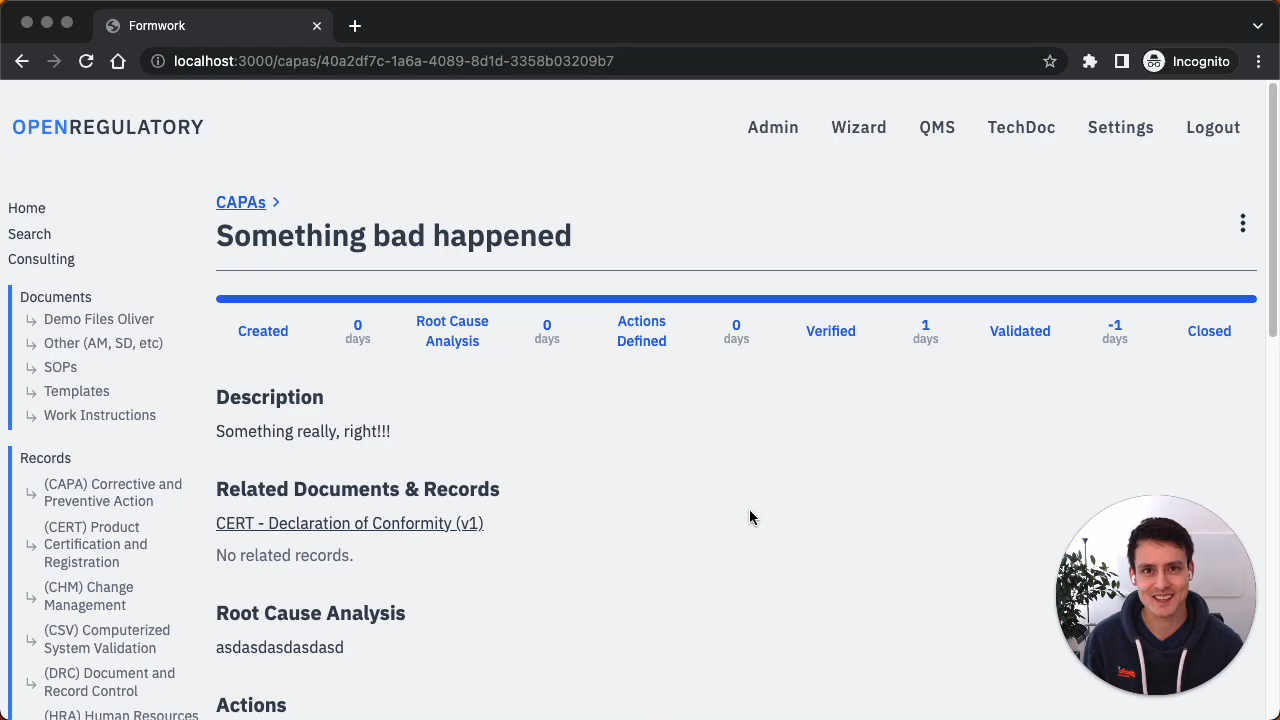 Formwork
localhost:3000/capas/40a2df7c-1a6a-4089-8d1d-3358b03209b7
Incognito
OPENREGULATORY
Admin Wizard QMS TechDoc Settings Logout
Home
Search
Consulting
Documents
Demo Files Oliver
Other (AM, SD, etc)
SOPs
Templates
Work Instructions
Records
(CAPA) Corrective and
Preventive Action
(CERT) Product
Certification and
Registration
(CHM) Change
Management
(CSV) Computerized
System Validation
(DRC) Document and
Record Control
(HRA) Human Resources
CAPAs >
Something bad happened
Created
0
days
Root Cause
Analysis
0
days
Actions
Defined
0
days
Verified
1
days
Validated
-1
days
Closed
Description
Something really, right!!!
Related Documents & Records
CERT - Declaration of Conformity (v1)
No related records.
Root Cause Analysis
asdasdasdasdasd
Actions